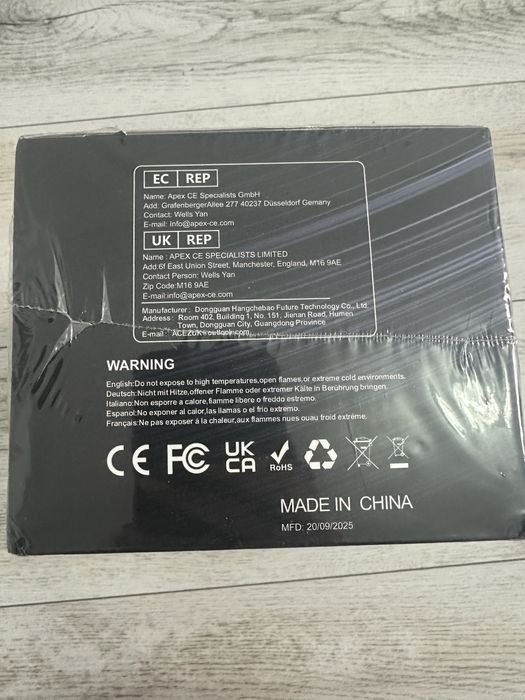 EC REP
Name: Apex CE Specialists GmbH
Add: GrafenbergerAllee 277 40237 Düsseldorf Gemany
Contact: Wells Yan
E-mail: Info@apex-ce.com
UK REP
Name : APEX CE SPECIALISTS LIMITED
Add:6f East Union Street, Manchester, England, M16 9AE
Contact Person: Wells Yan
Zip Code:M16 9AE
E-mail:info@apex-ce.com
Manufacturer : Dongguan Hangchebao Future Technology Co., Ltd.
Address : Room 402, Building 1, No. 151, Jienan Road, Humen
Town, Dongguan City, Guangdong Province
E-mail :
WARNING
English:Do not expose to high temperatures,open flames,or extreme cold environments.
Deutsch:Nicht mit Hitze,offener Flamme oder extremer Kälte in Berührung bringen.
Italiano:Non esporre a calore,fiamme libere o freddo estremo.
Espanol:No exponer al calor,las llamas o el frio extremo.
Français:Ne pas exposer à la chaleur,aux flammes nues ouau froid extrême.
CE FC UK CA RoHS
MADE IN CHINA
MFD: 20/09/2025